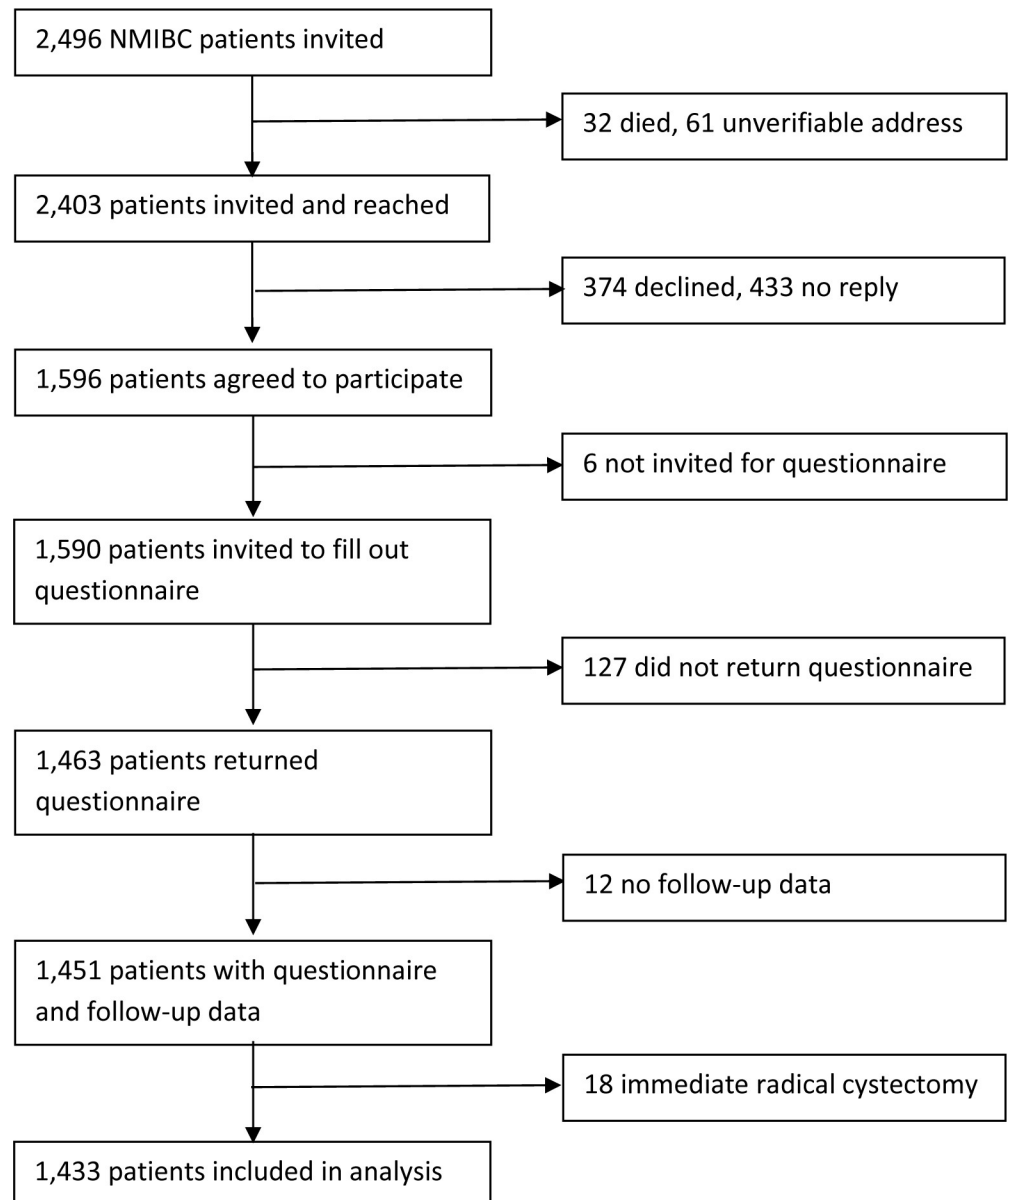 2,496 NMIBC patients invited
32 died, 61 unverifiable address
2,403 patients invited and reached
374 declined, 433 no reply
1,596 patients agreed to participate
6 not invited for questionnaire
1,590 patients invited to fill out
questionnaire
127 did not return questionnaire
1,463 patients returned
questionnaire
12 no follow-up data
1,451 patients with questionnaire
and follow-up data
18 immediate radical cystectomy
1,433 patients included in analysis